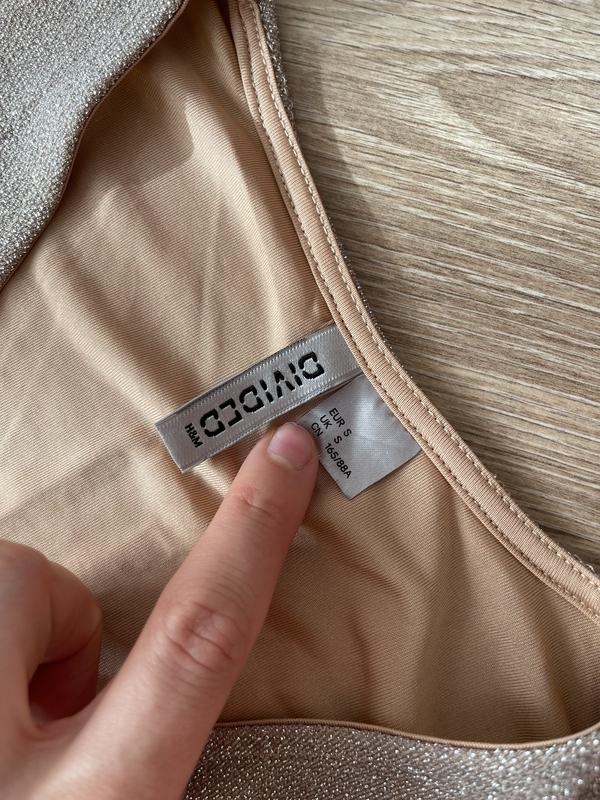 DIVIDED
H&M
EUR S
UK S
CN 165/88A